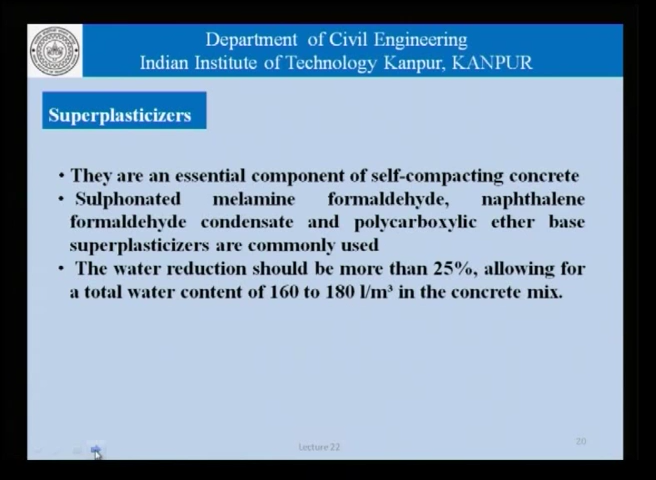 Department of Civil Engineering
Indian Institute of Technology Kanpur, KANPUR
Superplasticizers
• They are an essential component of self-compacting concrete
• Sulphonated melamine formaldehyde, naphthalene
formaldehyde condensate and polycarboxylic ether base
superplasticizers are commonly used
• The water reduction should be more than 25%, allowing for
a total water content of 160 to 180 l/m³ in the concrete mix.
Lecture 22
20